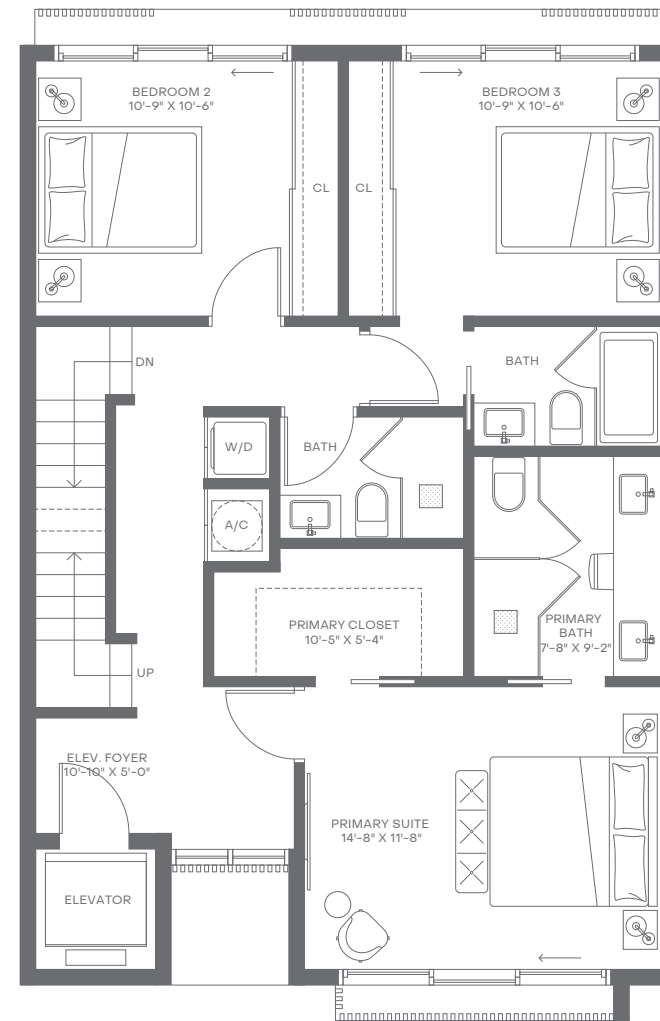 BEDROOM 2
10'-9" X 10'-6"
BEDROOM 3
10'-9" X 10'-6"
CL
CL
DN
BATH
W/D
BATH
A/C
PRIMARY CLOSET
10'-5" X 5'-4"
PRIMARY
BATH
7'-8" X 9'-2"
UP
ELEV. FOYER
10'-10" X 5'-0"
PRIMARY SUITE
14'-8" X 11'-8"
ELEVATOR